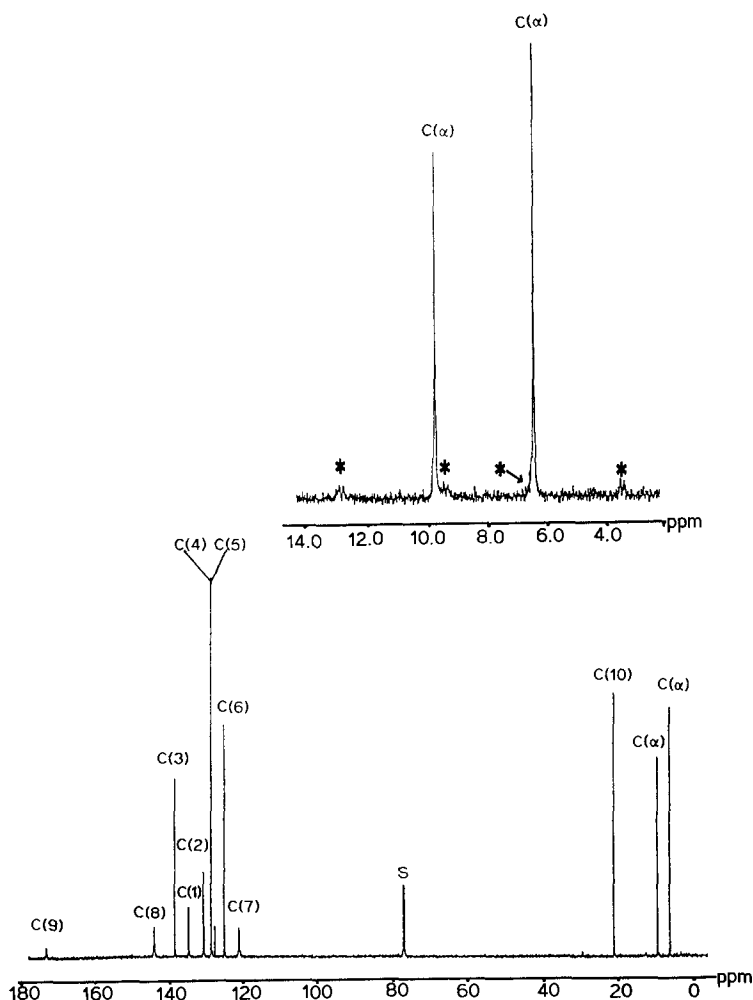 C(α)
C(α)
* * * *
14.0 12.0 10.0 8.0 6.0 4.0 ppm
C(4) C(5)
C(10)
C(α)
C(6)
C(α)
C(3)
C(2)
S
C(1)
C(8) C(7)
C(9)
180 160 140 120 100 80 60 40 20 0 ppm